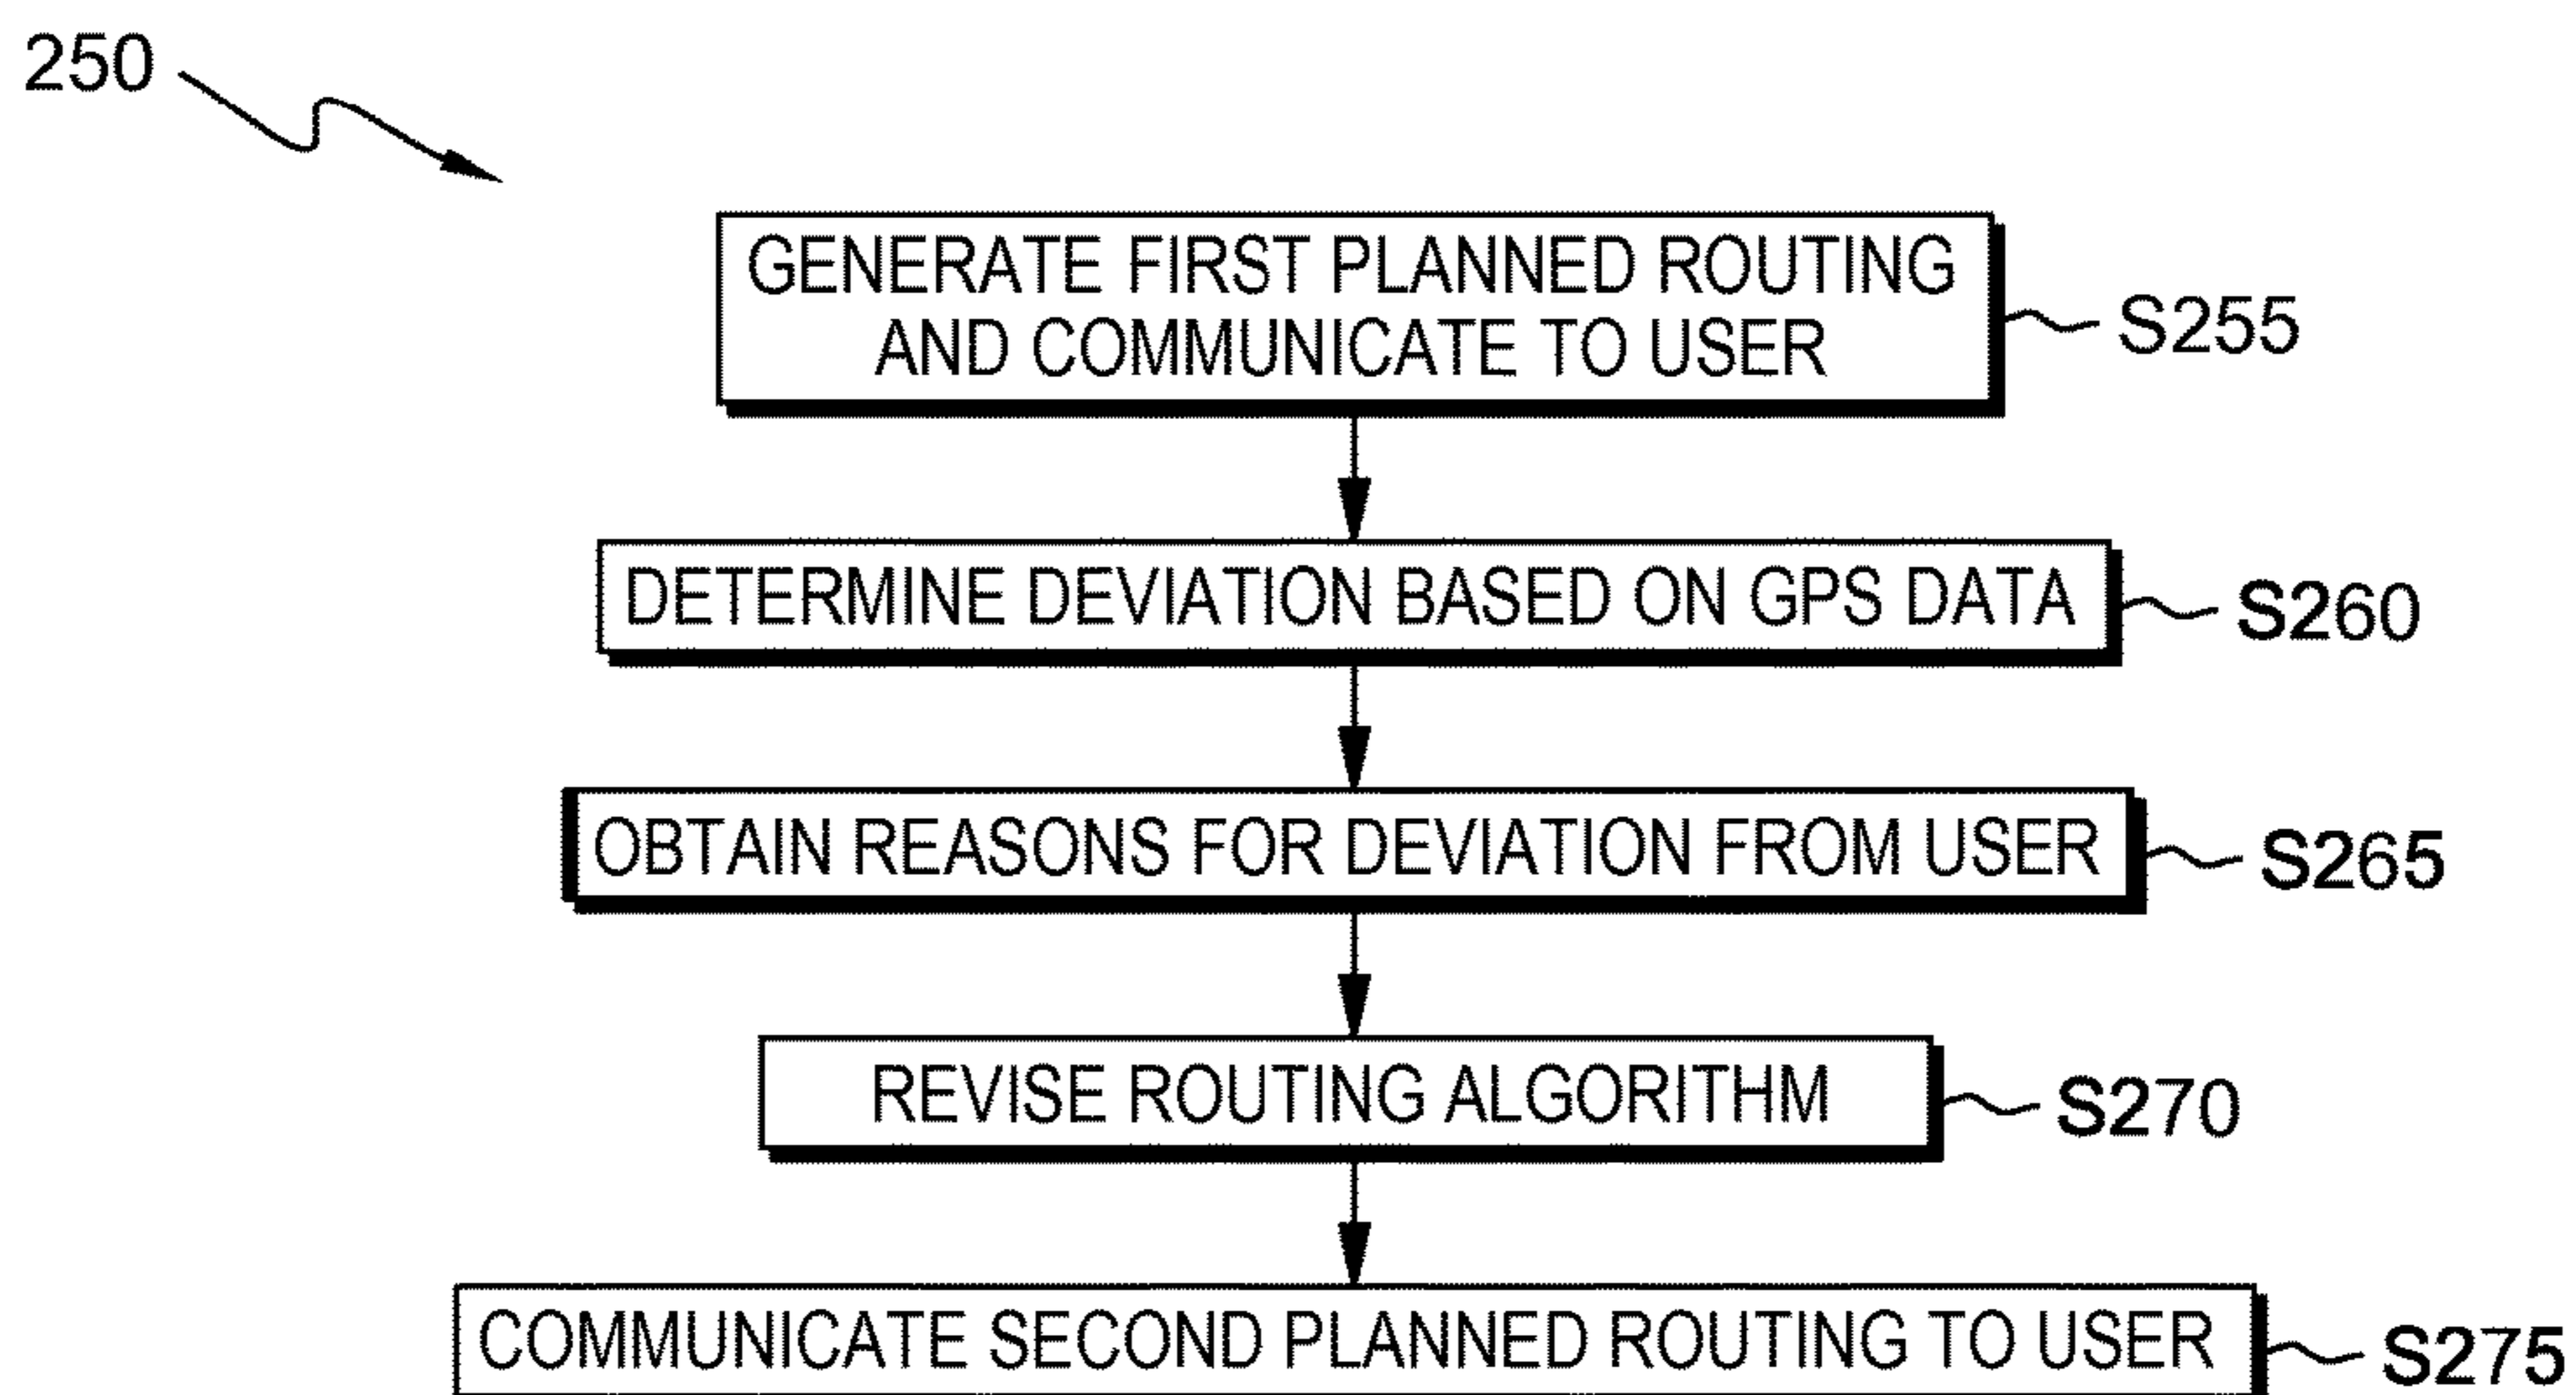 250
GENERATE FIRST PLANNED ROUTING
AND COMMUNICATE TO USER
S255
DETERMINE DEVIATION BASED ON GPS DATA
S260
OBTAIN REASONS FOR DEVIATION FROM USER
S265
REVISE ROUTING ALGORITHM
S270
COMMUNICATE SECOND PLANNED ROUTING TO USER
S275